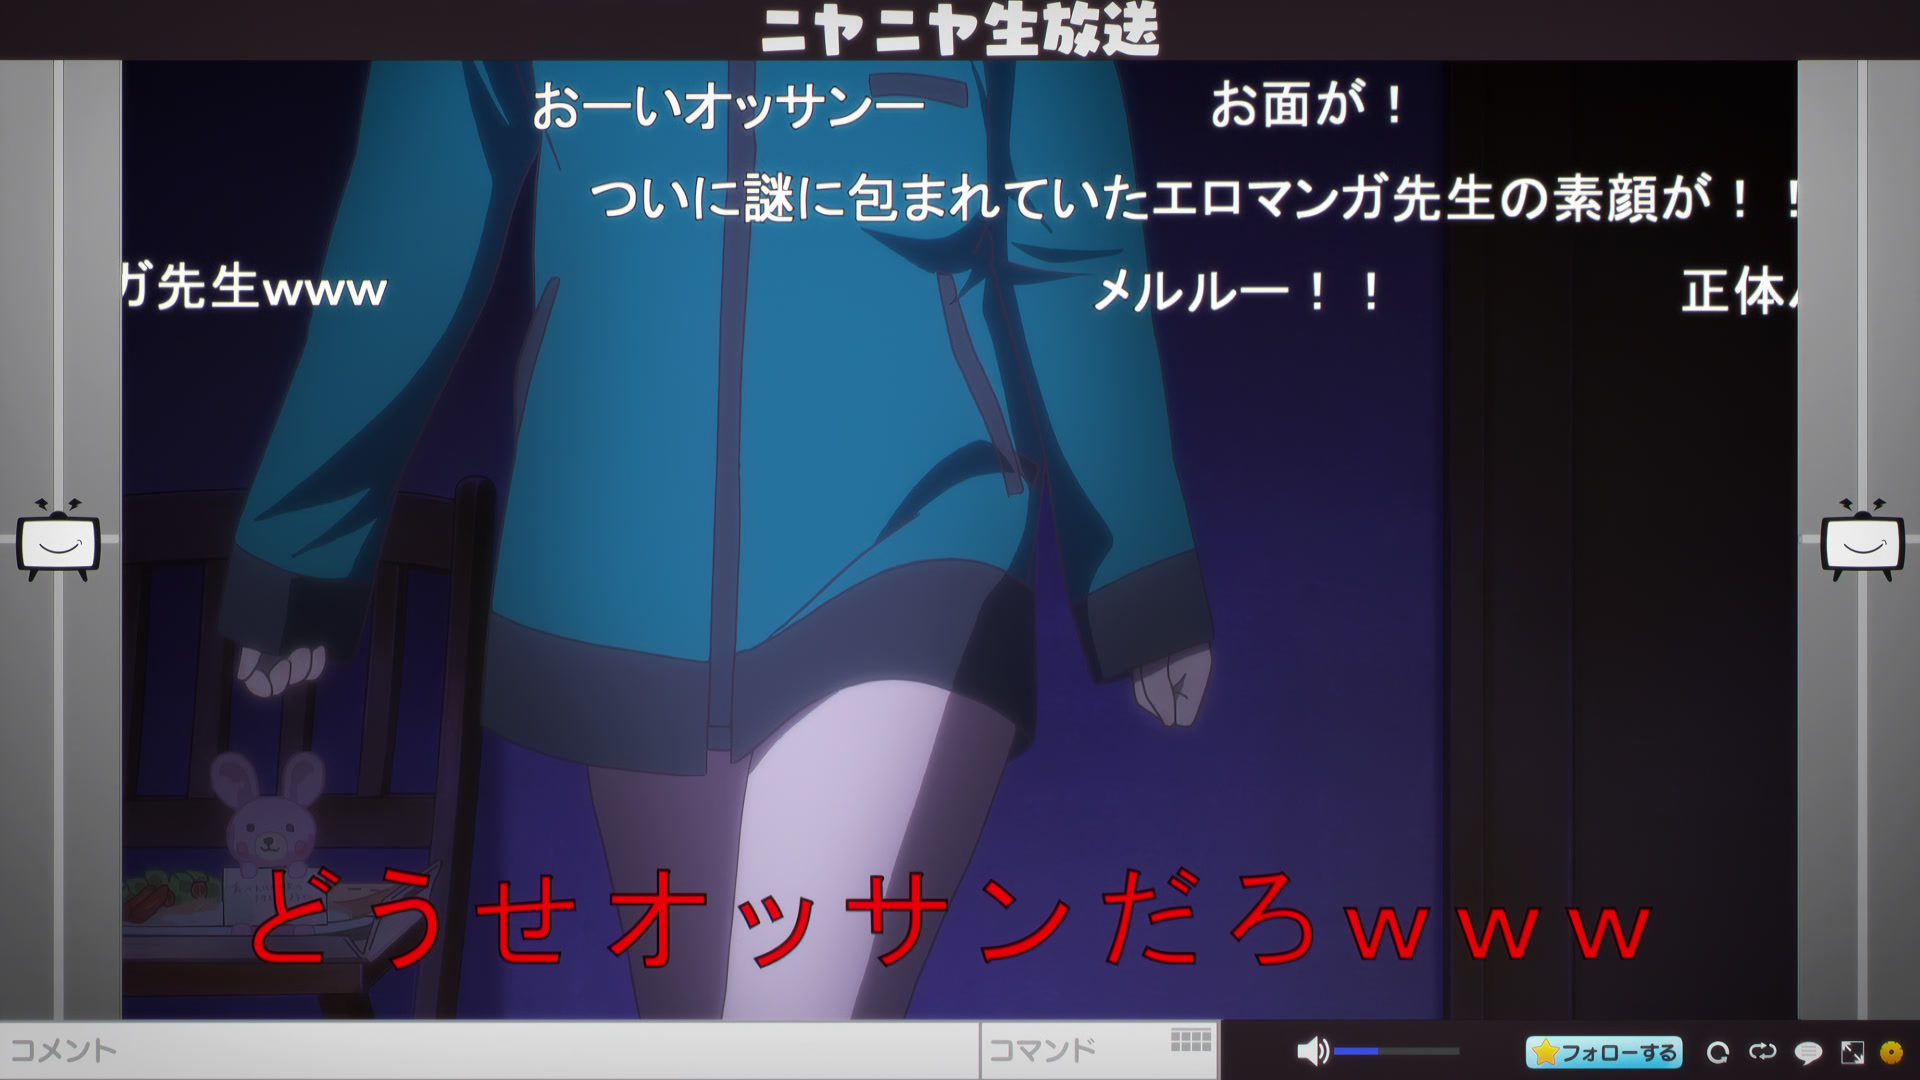 ニヤニヤ生放送
おーいオッサンー
お面が！
ついに謎に包まれていたエロマンガ先生の素顔が！！
ガ先生www
メルルー！！
正体
どうせオッサンだろｗｗｗ
コメント
コマンド
フォローする